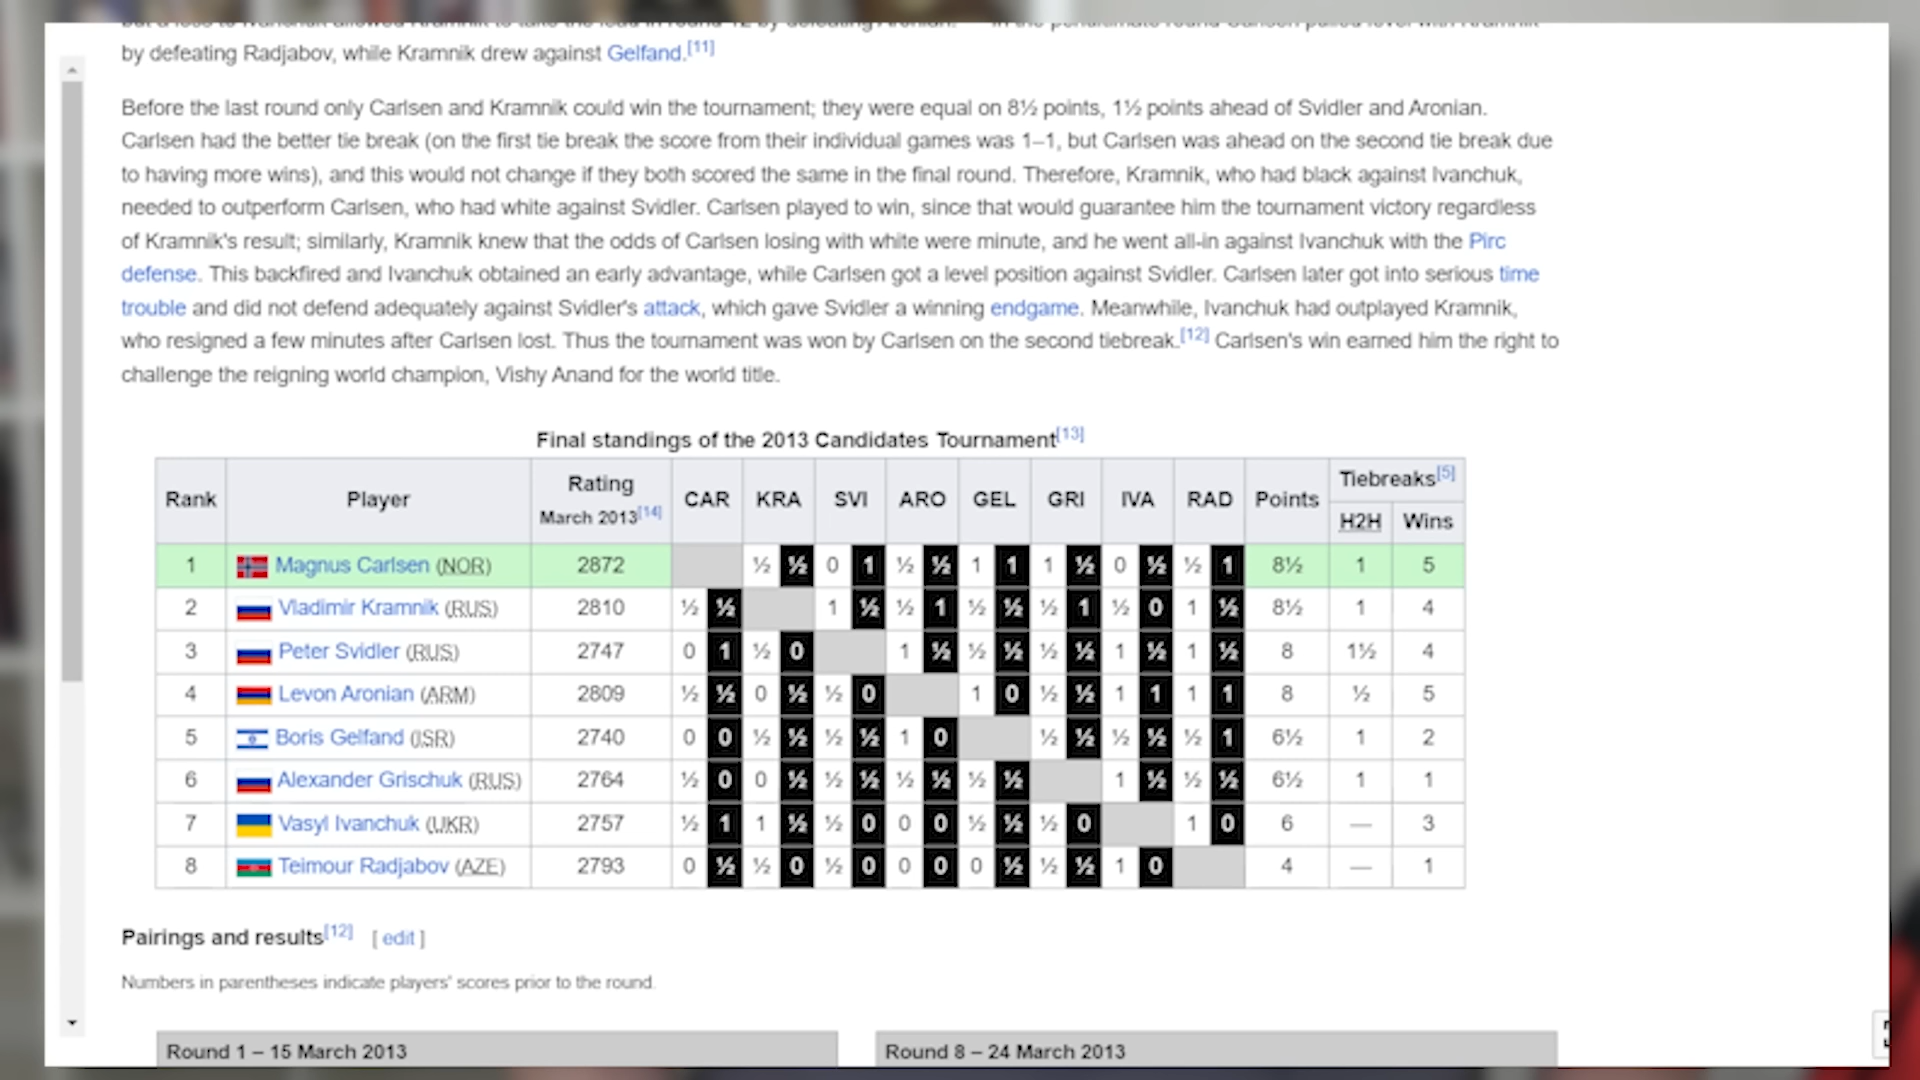 by defeating Radjabov, while Kramnik drew against Gelfand.[11]
Before the last round only Carlsen and Kramnik could win the tournament; they were equal on 8½ points, 1½ points ahead of Svidler and Aronian.
Carlsen had the better tie break (on the first tie break the score from their individual games was 1–1, but Carlsen was ahead on the second tie break due
to having more wins), and this would not change if they both scored the same in the final round. Therefore, Kramnik, who had black against Ivanchuk,
needed to outperform Carlsen, who had white against Svidler. Carlsen played to win, since that would guarantee him the tournament victory regardless
of Kramnik's result; similarly, Kramnik knew that the odds of Carlsen losing with white were minute, and he went all-in against Ivanchuk with the Pirc
defense. This backfired and Ivanchuk obtained an early advantage, while Carlsen got a level position against Svidler. Carlsen later got into serious time
trouble and did not defend adequately against Svidler's attack, which gave Svidler a winning endgame. Meanwhile, Ivanchuk had outplayed Kramnik,
who resigned a few minutes after Carlsen lost. Thus the tournament was won by Carlsen on the second tiebreak.[12] Carlsen's win earned him the right to
challenge the reigning world champion, Vishy Anand for the world title.
Final standings of the 2013 Candidates Tournament[13]
Rank Player Rating March 2013[14] CAR KRA SVI ARO GEL GRI IVA RAD Points Tiebreaks[5]
H2H Wins
1 Magnus Carlsen (NOR) 2872 ½ ½ 0 1 ½ ½ 1 1 1 ½ 0 ½ ½ 1 8½ 1 5
2 Vladimir Kramnik (RUS) 2810 ½ ½ 1 ½ ½ 1 ½ ½ ½ 1 ½ 0 1 ½ 8½ 1 4
3 Peter Svidler (RUS) 2747 0 1 ½ 0 1 ½ ½ ½ ½ ½ 1 ½ 1 ½ 8 1½ 4
4 Levon Aronian (ARM) 2809 ½ ½ 0 ½ ½ 0 1 0 ½ ½ 1 1 1 1 8 ½ 5
5 Boris Gelfand (ISR) 2740 0 0 ½ ½ ½ ½ 1 0 ½ ½ ½ ½ ½ 1 6½ 1 2
6 Alexander Grischuk (RUS) 2764 ½ 0 0 ½ ½ ½ ½ ½ ½ ½ 1 ½ ½ ½ 6½ 1 1
7 Vasyl Ivanchuk (UKR) 2757 ½ 1 1 ½ ½ 0 0 0 ½ ½ ½ 0 1 0 6 — 3
8 Teimour Radjabov (AZE) 2793 0 ½ ½ 0 ½ 0 0 0 0 ½ ½ ½ 1 0 4 — 1
Pairings and results[12] [ edit ]
Numbers in parentheses indicate players' scores prior to the round.
Round 1 – 15 March 2013
Round 8 – 24 March 2013